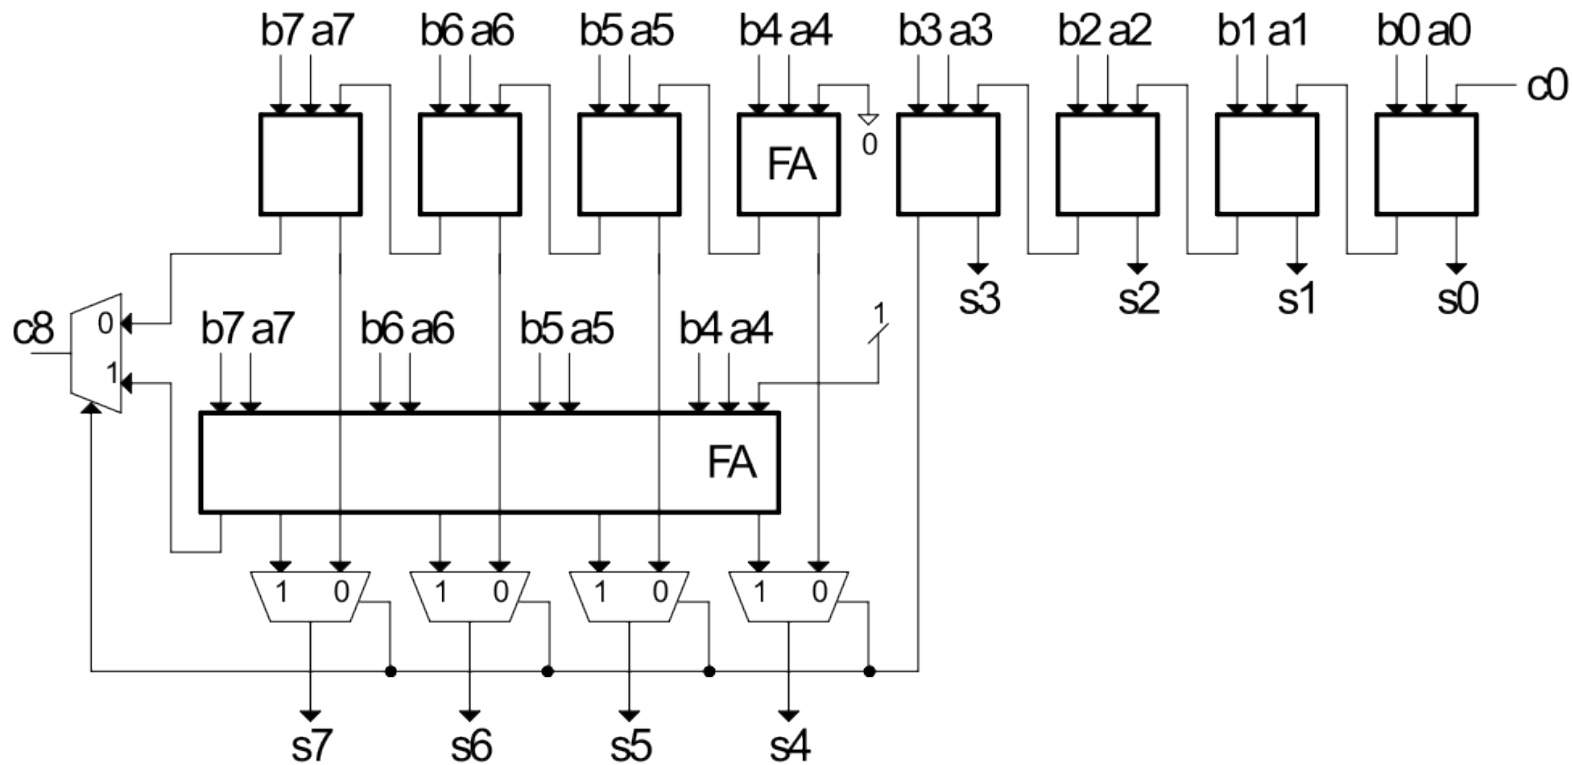 b7 a7 b6 a6 b5 a5 b4 a4 b3 a3 b2 a2 b1 a1 b0 a0
c0
FA
0
s3 s2 s1 s0
c8
0
1
b7 a7 b6 a6 b5 a5 b4 a4
1
FA
1 0 1 0 1 0 1 0
s7 s6 s5 s4